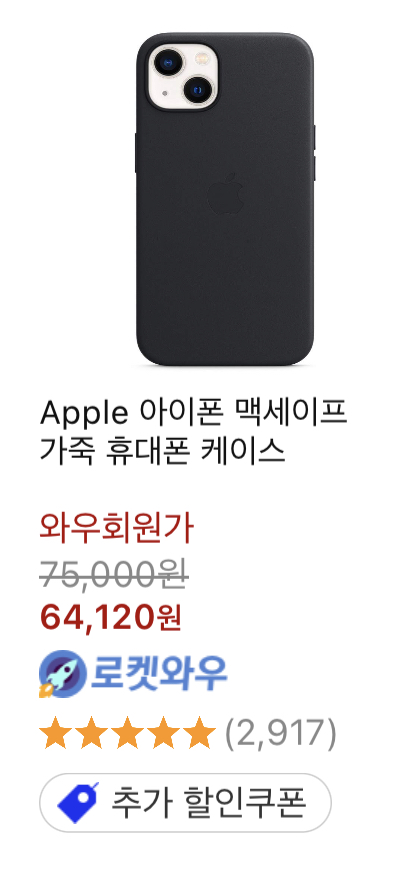 Apple 아이폰 맥세이프
가죽 휴대폰 케이스
와우회원가
75,000원
64,120원
로켓와우
(2,917)
추가 할인쿠폰